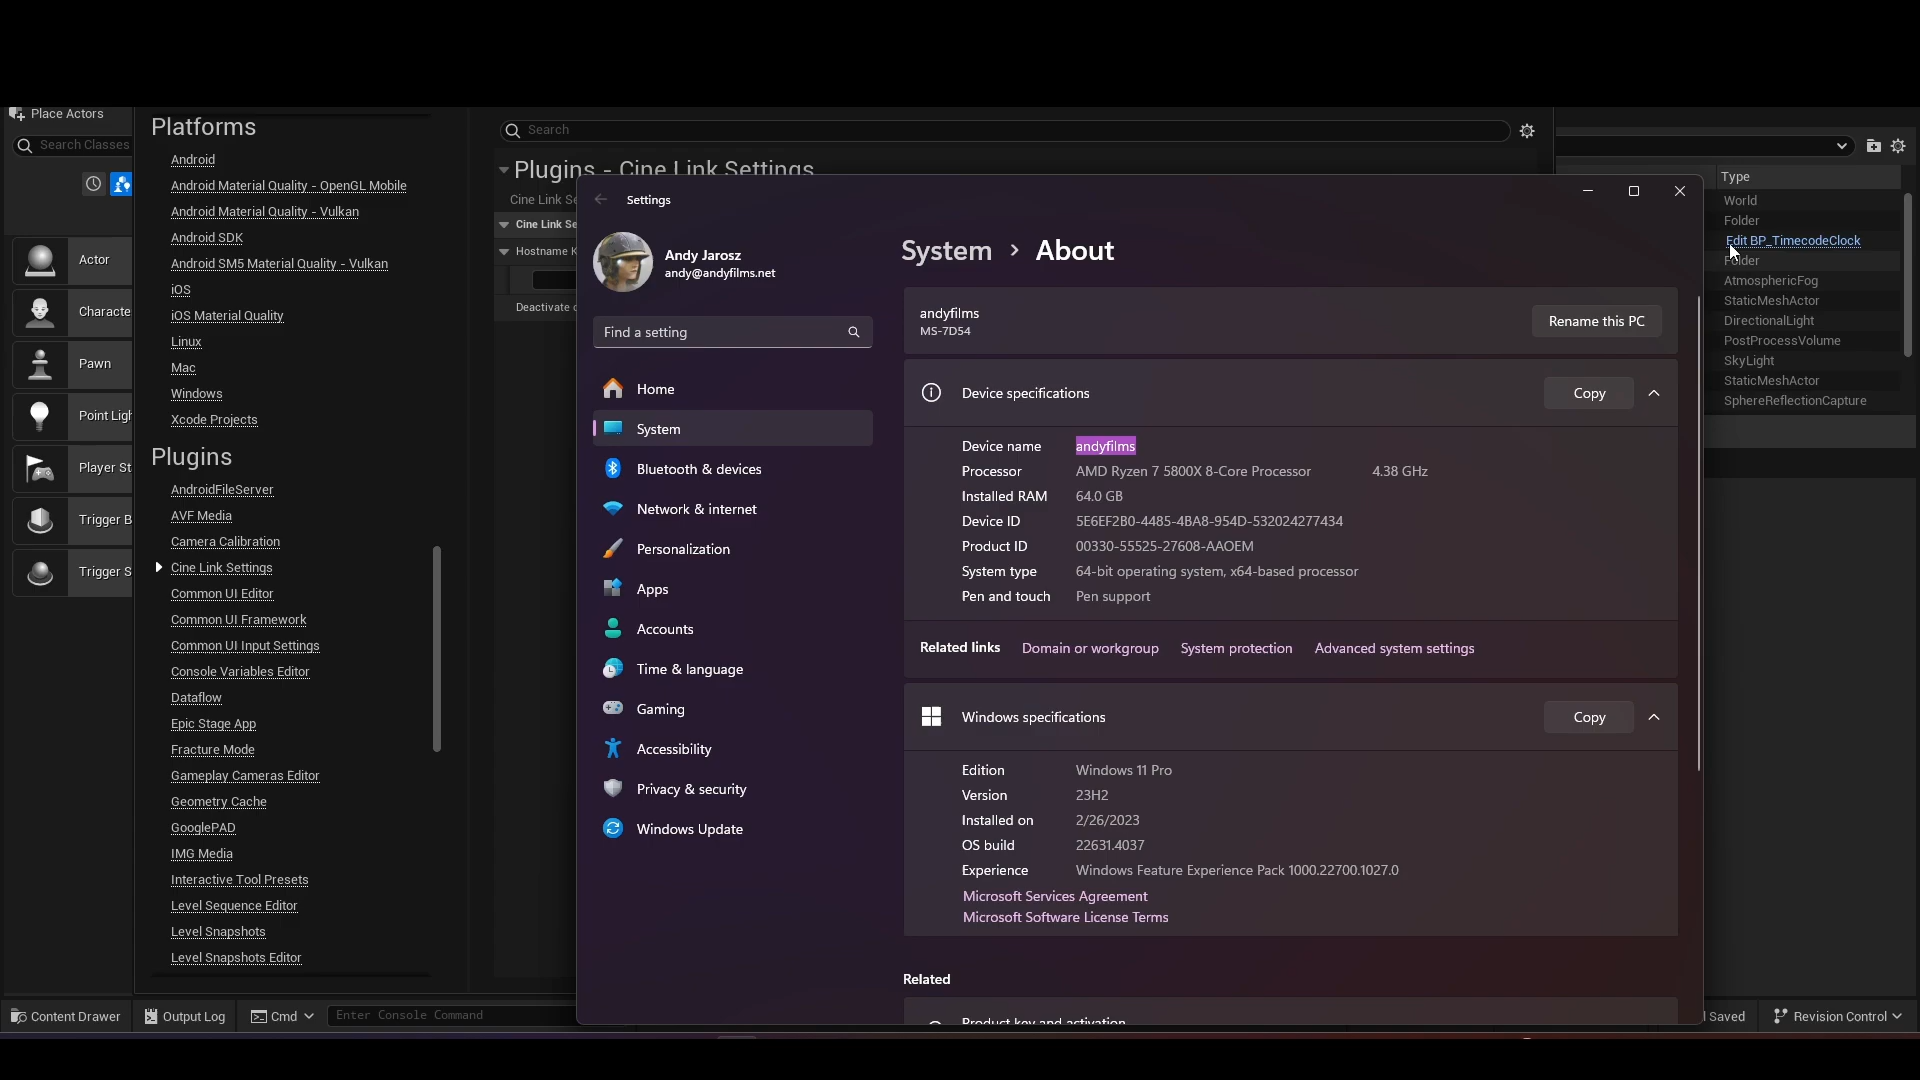 Place Actors
Search Classes
Actor
Characte
Pawn
Point Ligh
Player St
Trigger B
Trigger S
Platforms
Android
Android Material Quality - OpenGL Mobile
Android Material Quality - Vulkan
Android SDK
Android SM5 Material Quality - Vulkan
iOS
iOS Material Quality
Linux
Mac
Windows
Xcode Projects
Plugins
AndroidFileServer
AVF Media
Camera Calibration
Cine Link Settings
Common UI Editor
Common UI Framework
Common UI Input Settings
Console Variables Editor
Dataflow
Epic Stage App
Fracture Mode
Gameplay Cameras Editor
Geometry Cache
GooglePAD
IMG Media
Interactive Tool Presets
Level Sequence Editor
Level Snapshots
Level Snapshots Editor
Search
Plugins - Cine Link Settings
Cine Link Se
Cine Link Se
Hostname K
Deactivate
Settings
Andy Jarosz
andy@andyfilms.net
Find a setting
Home
System
Bluetooth & devices
Network & internet
Personalization
Apps
Accounts
Time & language
Gaming
Accessibility
Privacy & security
Windows Update
System > About
andyfilms
MS-7D54
Rename this PC
Device specifications
Copy
Device name andyfilms
Processor AMD Ryzen 7 5800X 8-Core Processor 4.38 GHz
Installed RAM 64.0 GB
Device ID 5E6EF2B0-4485-4BA8-954D-532024277434
Product ID 00330-55525-27608-AAOEM
System type 64-bit operating system, x64-based processor
Pen and touch Pen support
Related links Domain or workgroup System protection Advanced system settings
Windows specifications
Copy
Edition Windows 11 Pro
Version 23H2
Installed on 2/26/2023
OS build 22631.4037
Experience Windows Feature Experience Pack 1000.22700.1027.0
Microsoft Services Agreement
Microsoft Software License Terms
Related
Product key and activation
Type
World
Folder
Edit BP_TimecodeClock
Folder
AtmosphericFog
StaticMeshActor
DirectionalLight
PostProcessVolume
SkyLight
StaticMeshActor
SphereReflectionCapture
Content Drawer
Output Log
Cmd
Enter Console Command
Saved
Revision Control